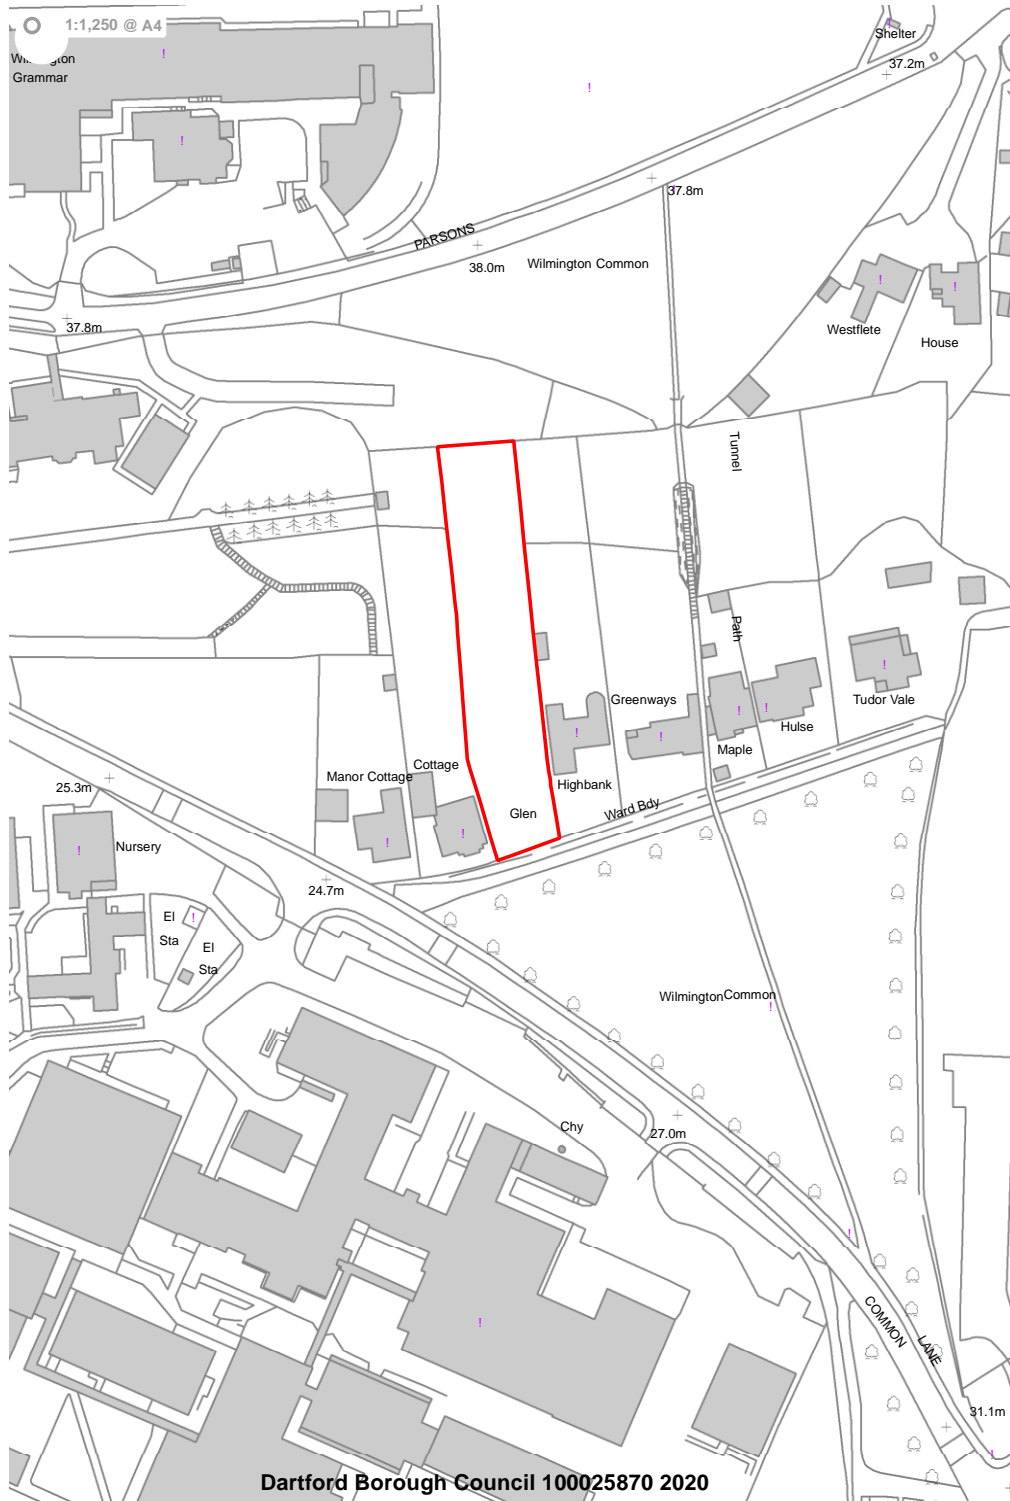 1:1,250 @ A4
Wilmington
Grammar
Shelter
37.2m
37.8m
PARSONS
38.0m
Wilmington Common
37.8m
Westflete
House
Tunnel
Path
Greenways
Tudor Vale
Hulse
Maple
Manor Cottage
Cottage
Highbank
25.3m
Glen
Ward Bdy
Nursery
24.7m
El
Sta
El
Sta
Wilmington Common
Chy
27.0m
COMMON
LANE
31.1m
Dartford Borough Council 100025870 2020